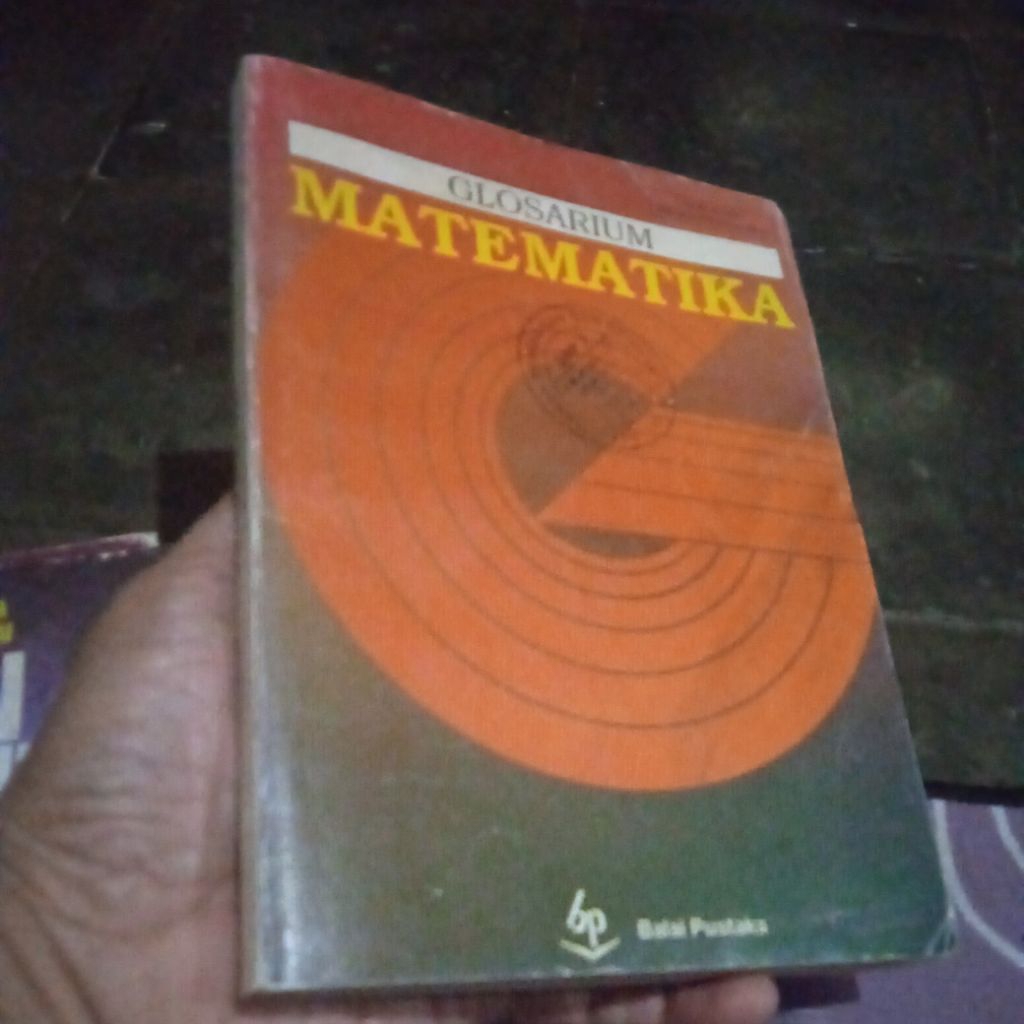 GLOSARIUM
MATEMATIKA
bp
Balai Pustaka